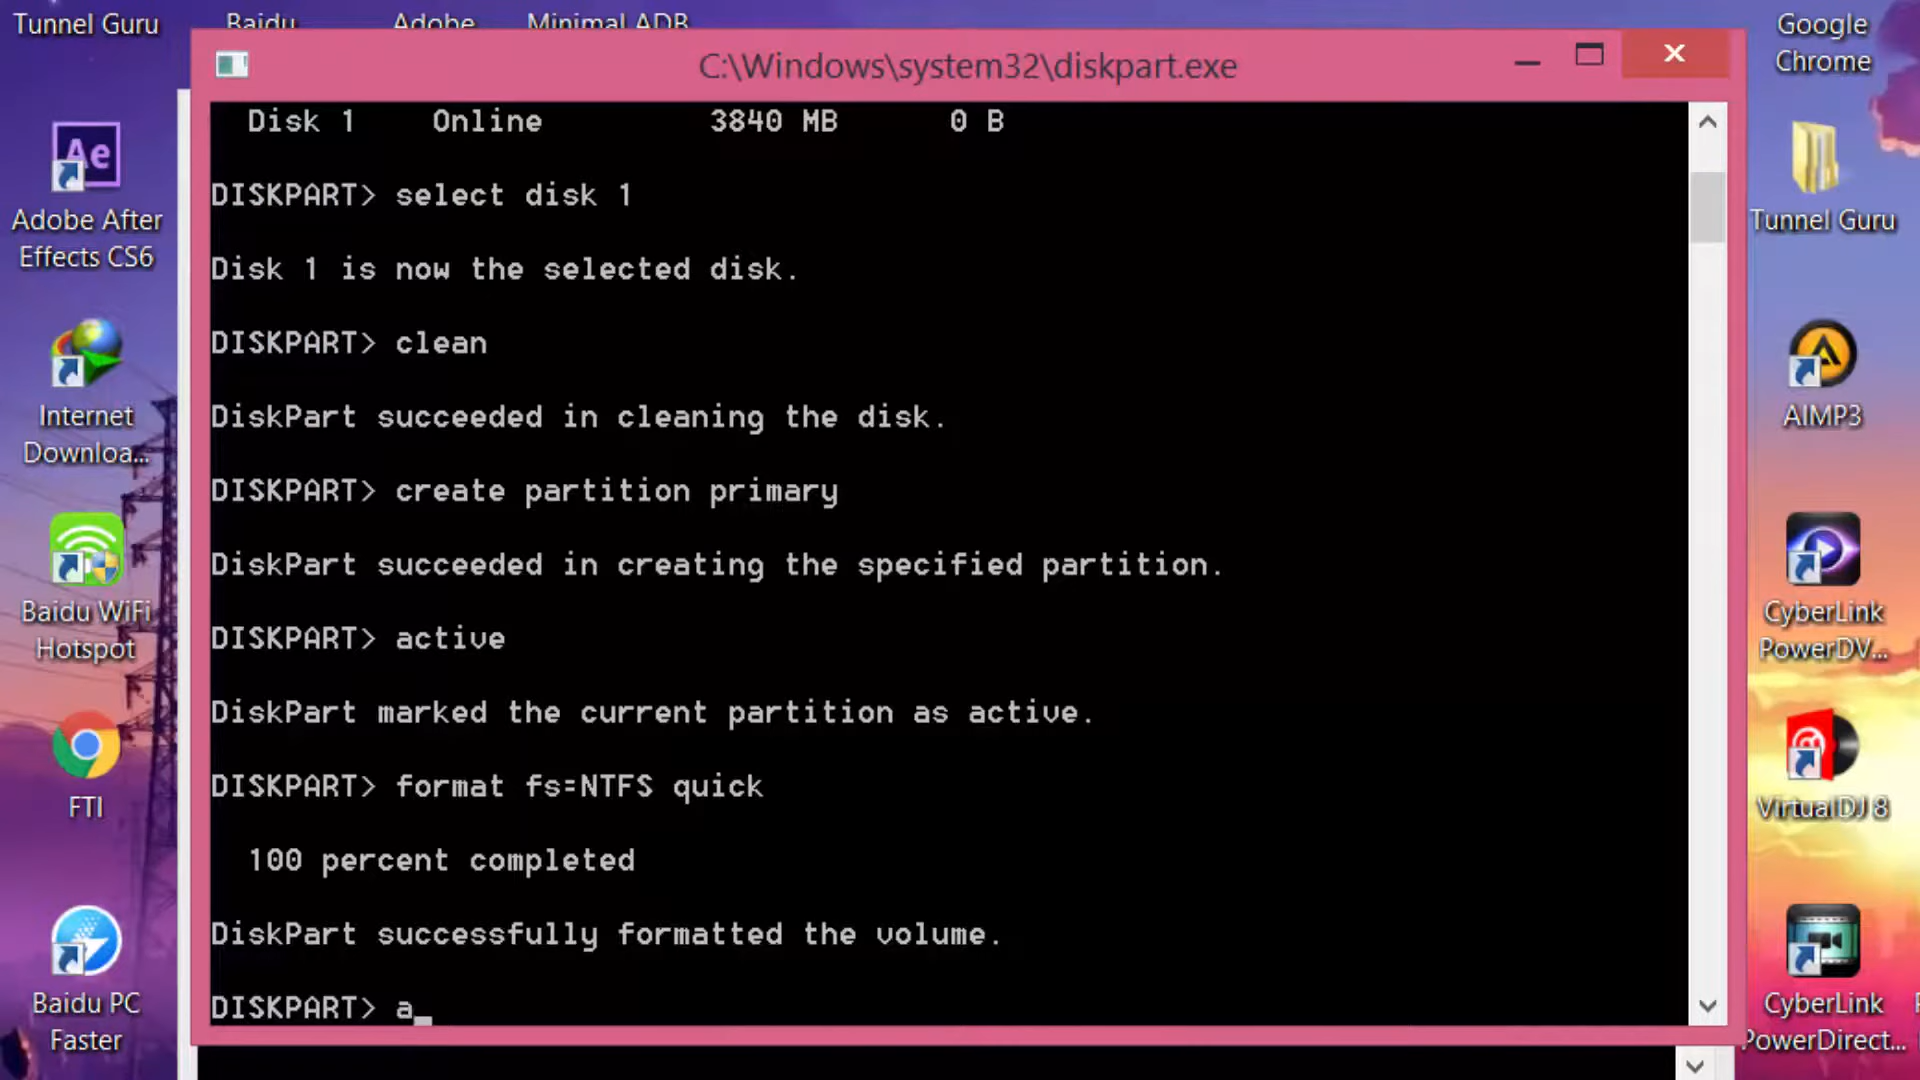 Tunnel Guru
Baidu
Adobe
Minimal ADB
Google
Chrome
C:\Windows\system32\diskpart.exe
Disk 1 Online 3840 MB 0 B
DISKPART> select disk 1
Disk 1 is now the selected disk.
DISKPART> clean
DiskPart succeeded in cleaning the disk.
DISKPART> create partition primary
DiskPart succeeded in creating the specified partition.
DISKPART> active
DiskPart marked the current partition as active.
DISKPART> format fs=NTFS quick
100 percent completed
DiskPart successfully formatted the volume.
DISKPART> a_
Ae
Adobe After
Effects CS6
Internet
Downloa...
Baidu WiFi
Hotspot
FTI
Baidu PC
Faster
Tunnel Guru
AIMP3
CyberLink
PowerDV...
VirtualDJ 8
CyberLink
PowerDirect...